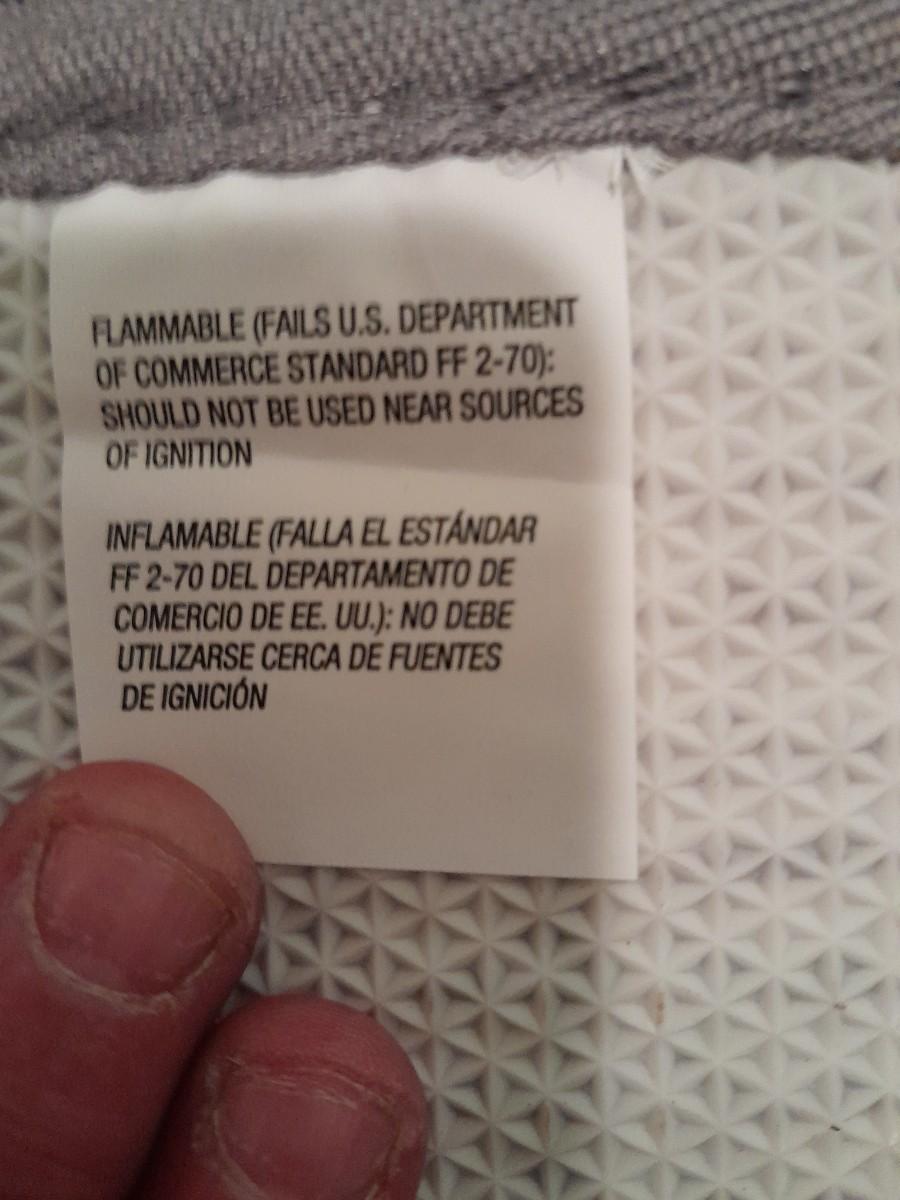 FLAMMABLE (FAILS U.S. DEPARTMENT
OF COMMERCE STANDARD FF 2-70):
SHOULD NOT BE USED NEAR SOURCES
OF IGNITION
INFLAMABLE (FALLA EL ESTÁNDAR
FF 2-70 DEL DEPARTAMENTO DE
COMERCIO DE EE. UU.): NO DEBE
UTILIZARSE CERCA DE FUENTES
DE IGNICIÓN